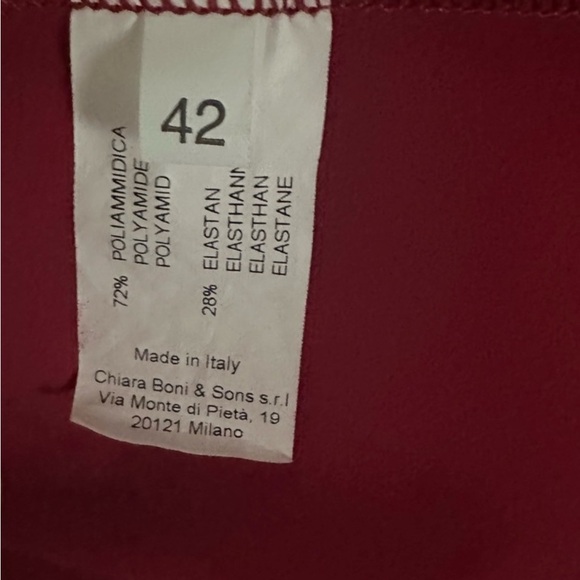 42
72% POLIAMMIDICA
POLYAMIDE
POLYAMID
28% ELASTAN
ELASTHANN
ELASTHAN
ELASTANE
Made in Italy
Chiara Boni & Sons s.r.l
Via Monte di Pietà, 19
20121 Milano